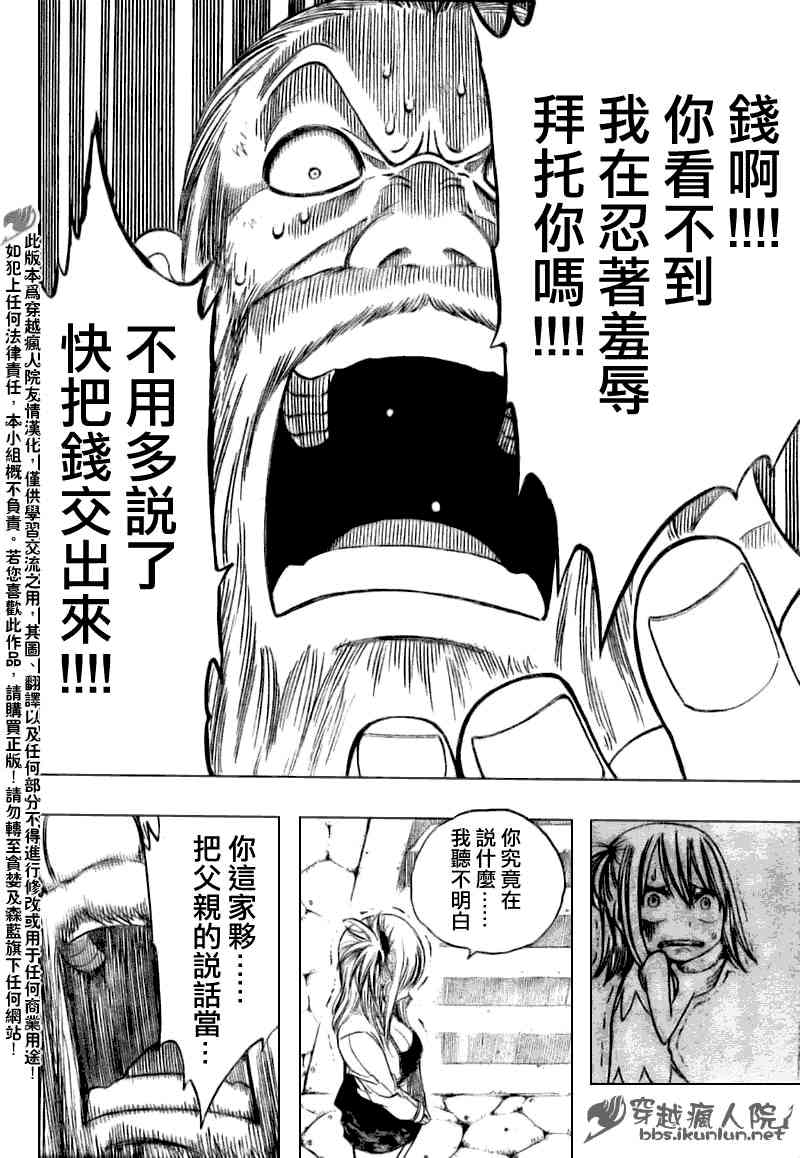 錢啊!!!!
你看不到
我在忍著羞辱
拜托你嗎!!!!
不用多説了
快把錢交出來!!!!
你究竟在
説什麼……
我聽不明白
你這家夥……
把父親的説話當…
此版本爲穿越瘋人院友情漢化，僅供學習交流之用，其圖、翻譯以及任何部分不得進行修改或用于任何商業用途！
如犯上任何法律責任，本小組概不負責。若您喜歡此作品，請購買正版！請勿轉至貪婪及森藍旗下任何網站！
穿越瘋人院
bbs.ikunlun.net